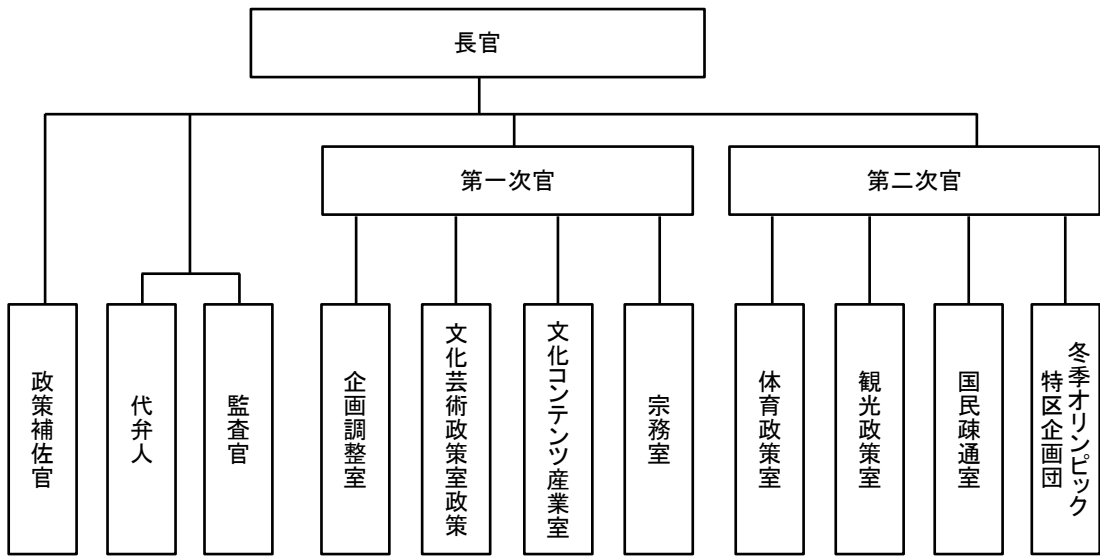 長官
第一次官
第二次官
政策補佐官
代弁人
監査官
企画調整室
文化芸術政策室政策
文化コンテンツ産業室
宗務室
体育政策室
観光政策室
国民疎通室
冬季オリンピック
特区企画団